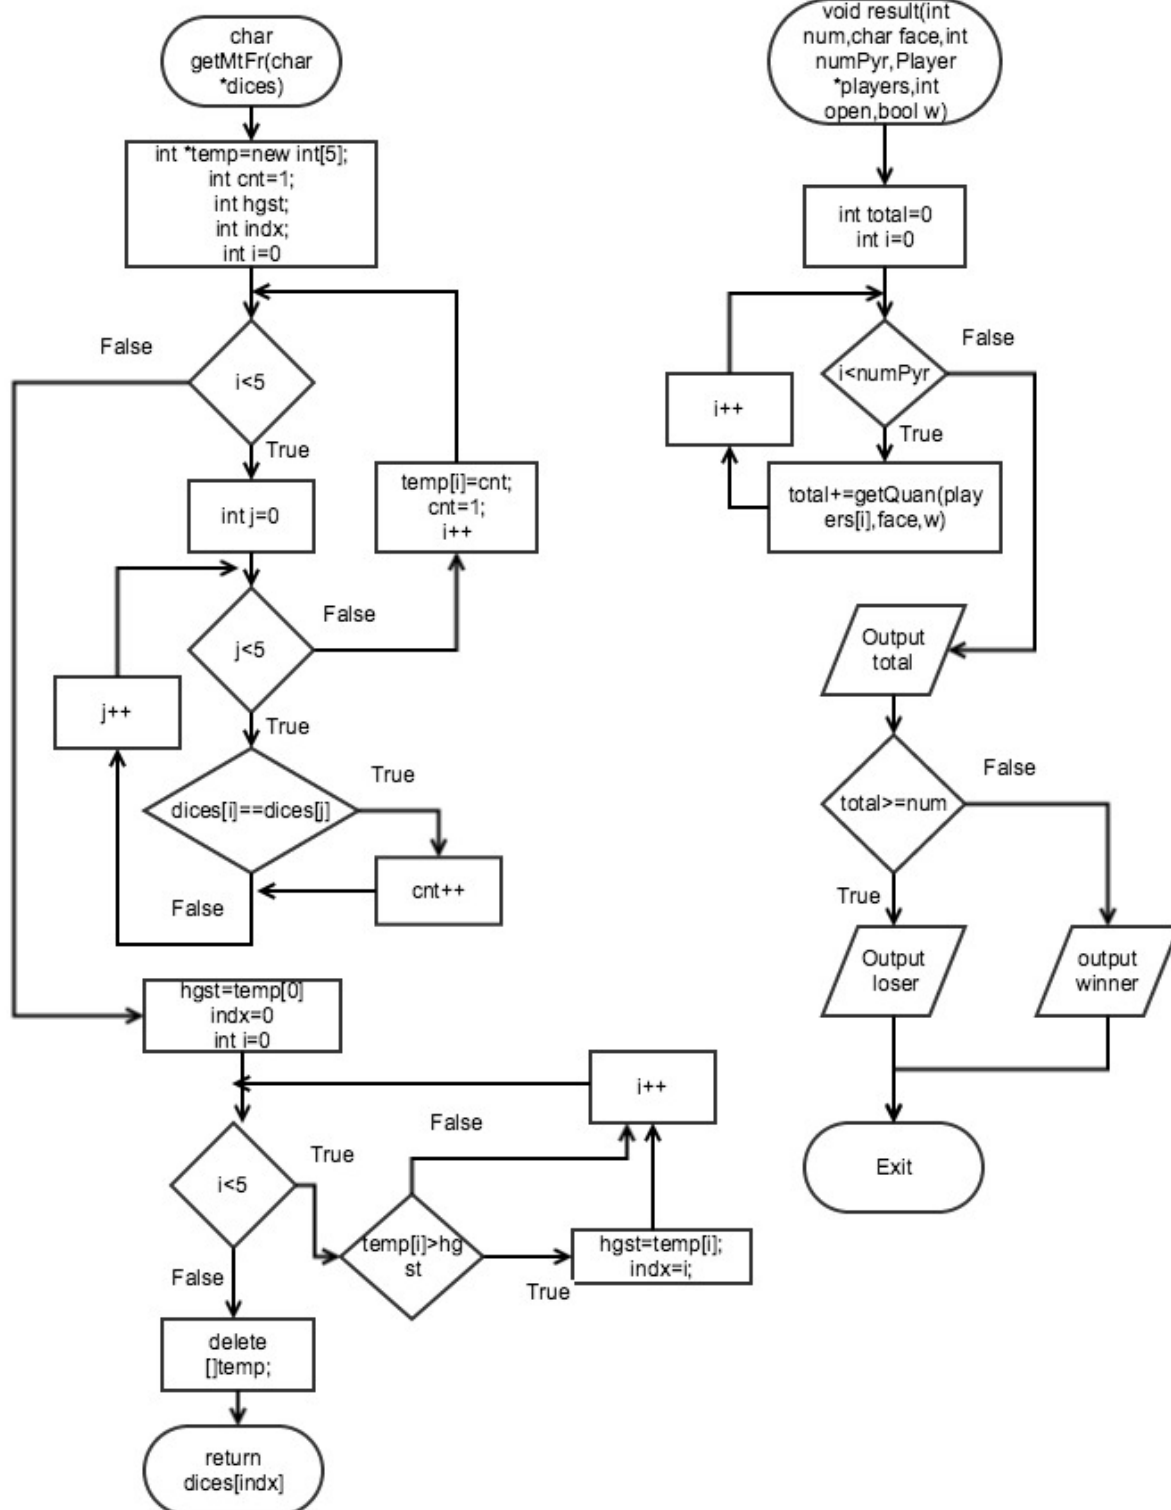 char
getMtFr(char
*dices)
int *temp=new int[5];
int cnt=1;
int hgst;
int indx;
int i=0
False
i<5
True
int j=0
temp[i]=cnt;
cnt=1;
i++
False
j<5
j++
True
True
dices[i]==dices[j]
cnt++
False
hgst=temp[0]
indx=0
int i=0
i++
False
True
i<5
temp[i]>hg
st
hgst=temp[i];
indx=i;
True
False
delete
[]temp;
return
dices[indx]
void result(int
num,char face,int
numPyr,Player
*players,int
open,bool w)
int total=0
int i=0
False
i<numPyr
i++
True
total+=getQuan(play
ers[i],face,w)
Output
total
False
total>=num
True
Output
loser
output
winner
Exit